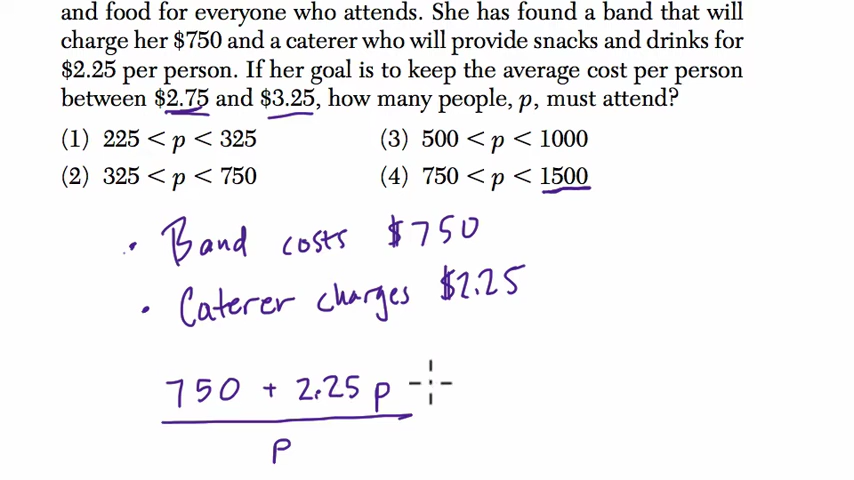 and food for everyone who attends. She has found a band that will
charge her $750 and a caterer who will provide snacks and drinks for
$2.25 per person. If her goal is to keep the average cost per person
between $2.75 and $3.25, how many people, p, must attend?
(1) 225 < p < 325 (3) 500 < p < 1000
(2) 325 < p < 750 (4) 750 < p < 1500
• Band costs $750
• Caterer charges $2.25
750 + 2.25 p
p